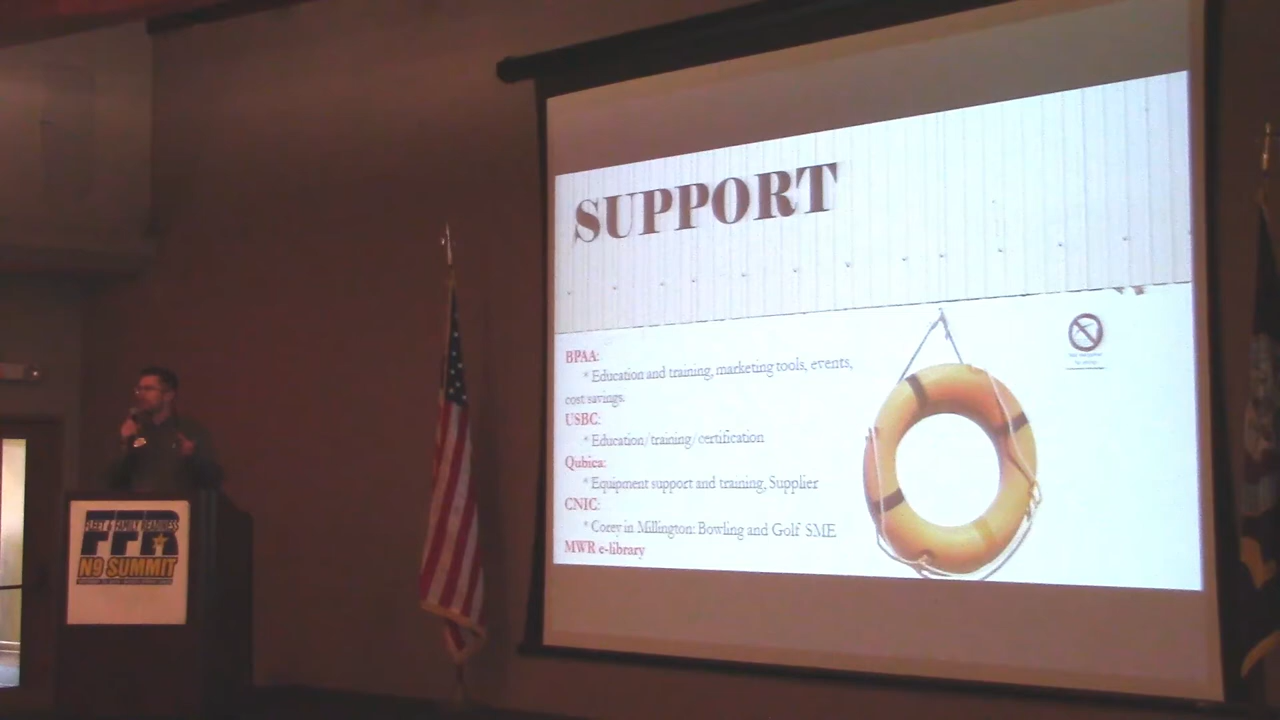 SUPPORT
BPAA:
* Education and training, marketing tools, events,
cost savings.
USBC:
* Education/training/certification
Qubica:
* Equipment support and training, Supplier
CNIC:
* Corey in Millington: Bowling and Golf SME
MWR e-library
FLEET & FAMILY READINESS
FFR
N9 SUMMIT